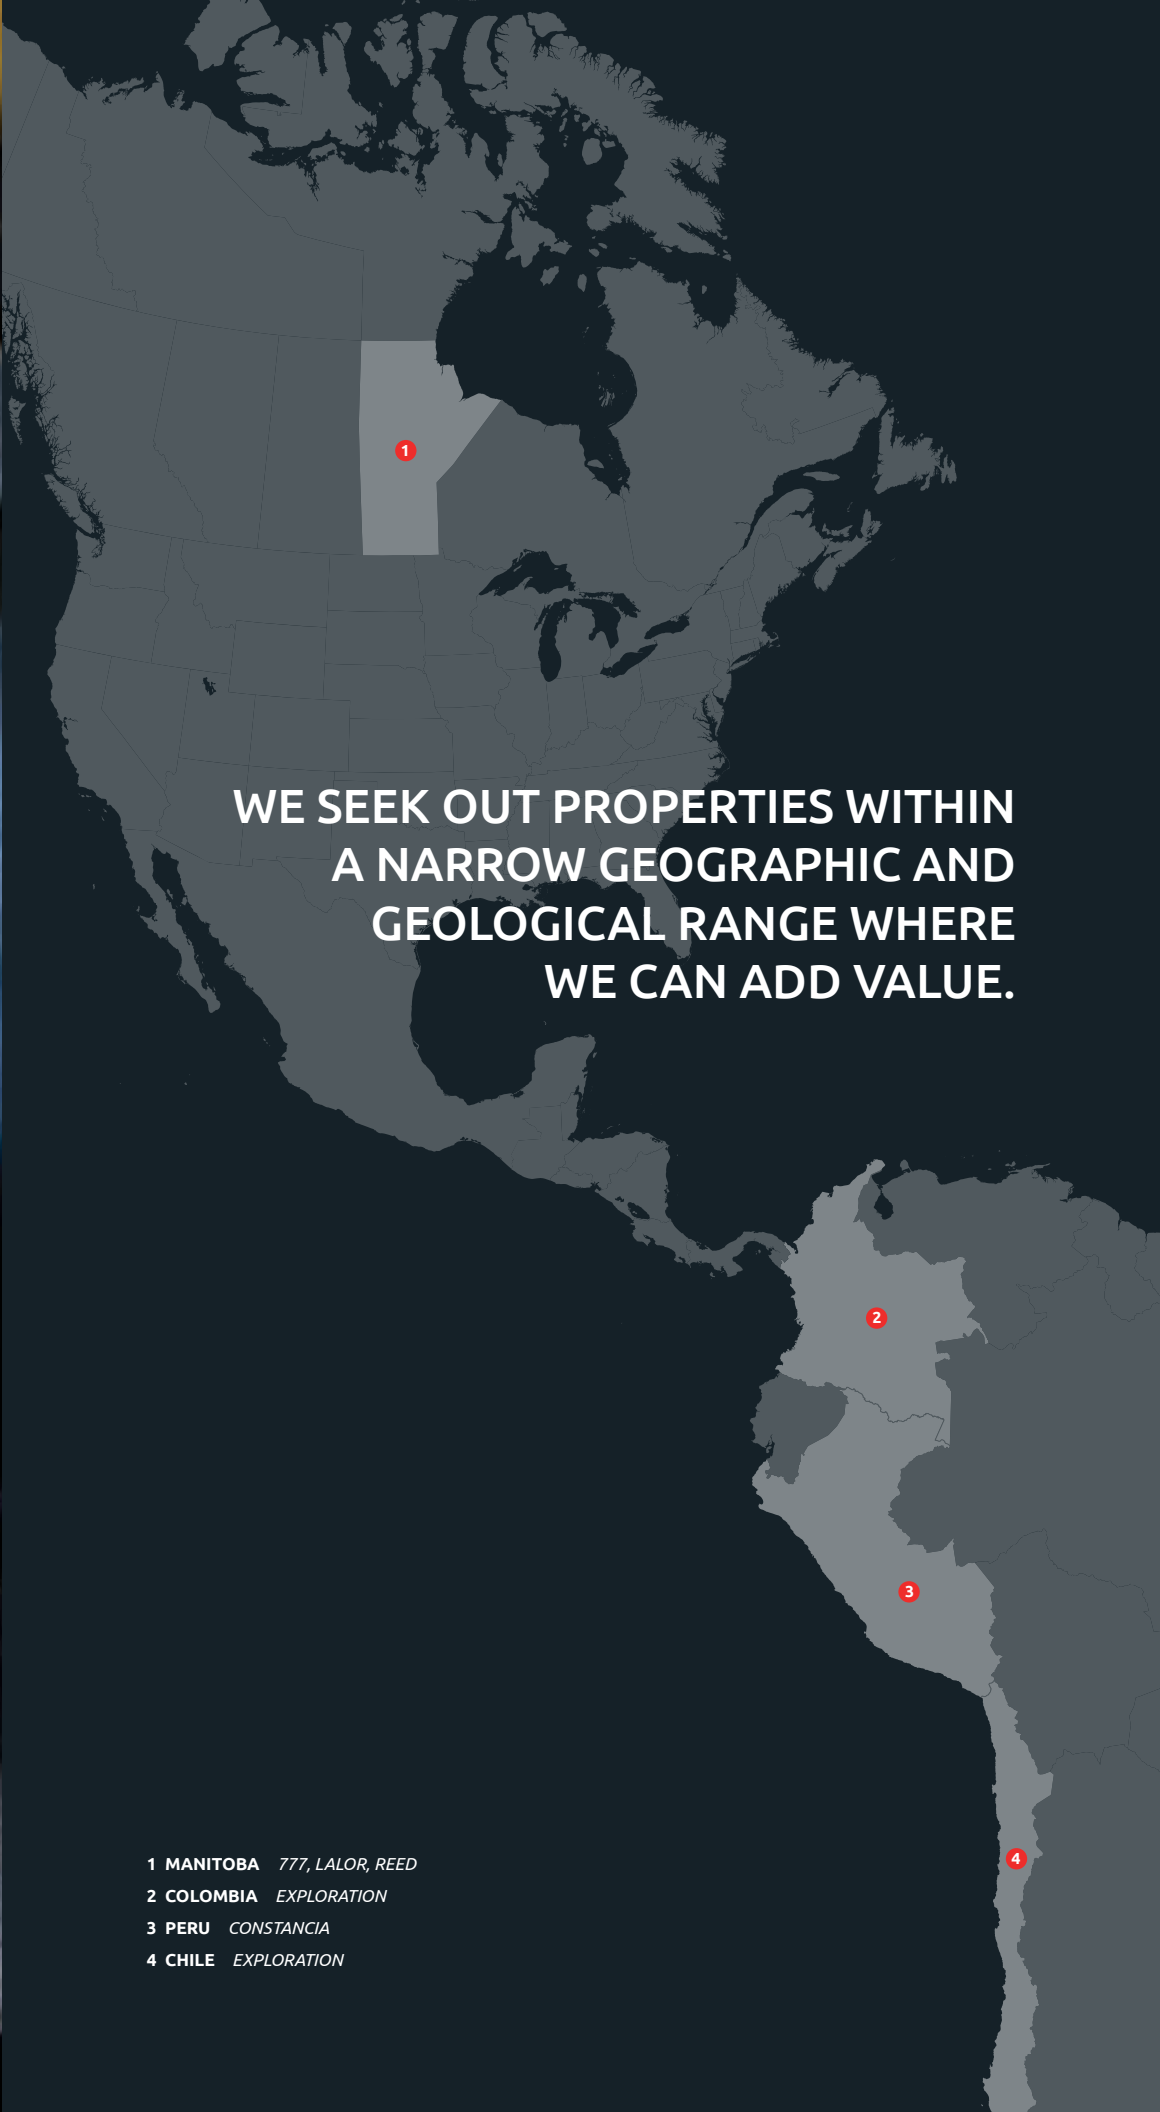 1
WE SEEK OUT PROPERTIES WITHIN
A NARROW GEOGRAPHIC AND
GEOLOGICAL RANGE WHERE
WE CAN ADD VALUE.
2
3
4
1 MANITOBA 777, LALOR, REED
2 COLOMBIA EXPLORATION
3 PERU CONSTANCIA
4 CHILE EXPLORATION